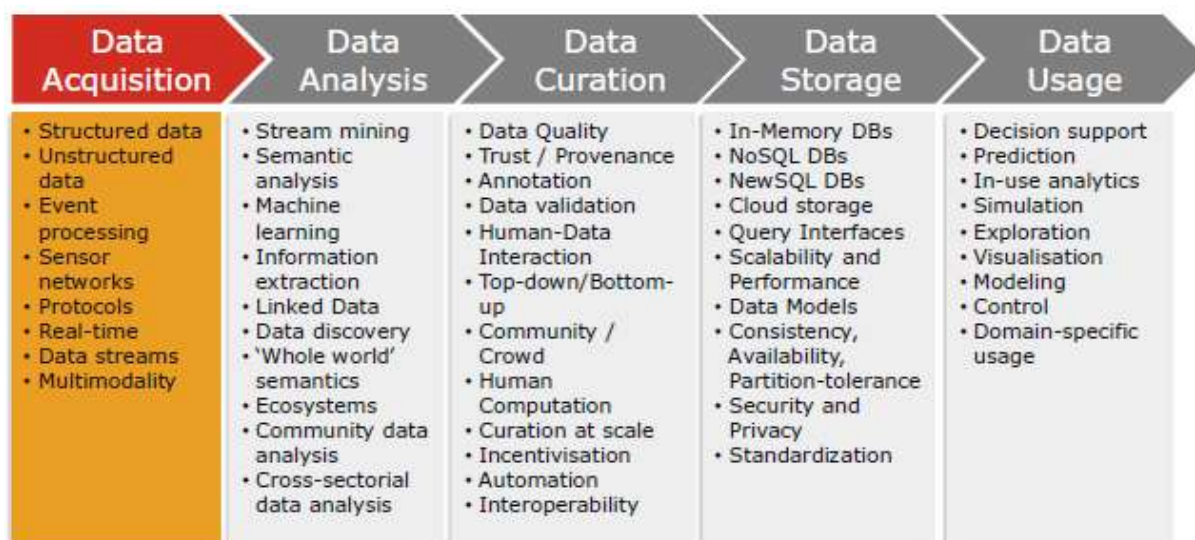 Data
Acquisition
Data
Analysis
Data
Curation
Data
Storage
Data
Usage
• Structured data
• Unstructured
data
• Event
processing
• Sensor
networks
• Protocols
• Real-time
• Data streams
• Multimodality
• Stream mining
• Semantic
analysis
• Machine
learning
• Information
extraction
• Linked Data
• Data discovery
• ‘Whole world’
semantics
• Ecosystems
• Community data
analysis
• Cross-sectorial
data analysis
• Data Quality
• Trust / Provenance
• Annotation
• Data validation
• Human-Data
Interaction
• Top-down/Bottom-
up
• Community /
Crowd
• Human
Computation
• Curation at scale
• Incentivisation
• Automation
• Interoperability
• In-Memory DBs
• NoSQL DBs
• NewSQL DBs
• Cloud storage
• Query Interfaces
• Scalability and
Performance
• Data Models
• Consistency,
Availability,
Partition-tolerance
• Security and
Privacy
• Standardization
• Decision support
• Prediction
• In-use analytics
• Simulation
• Exploration
• Visualisation
• Modeling
• Control
• Domain-specific
usage